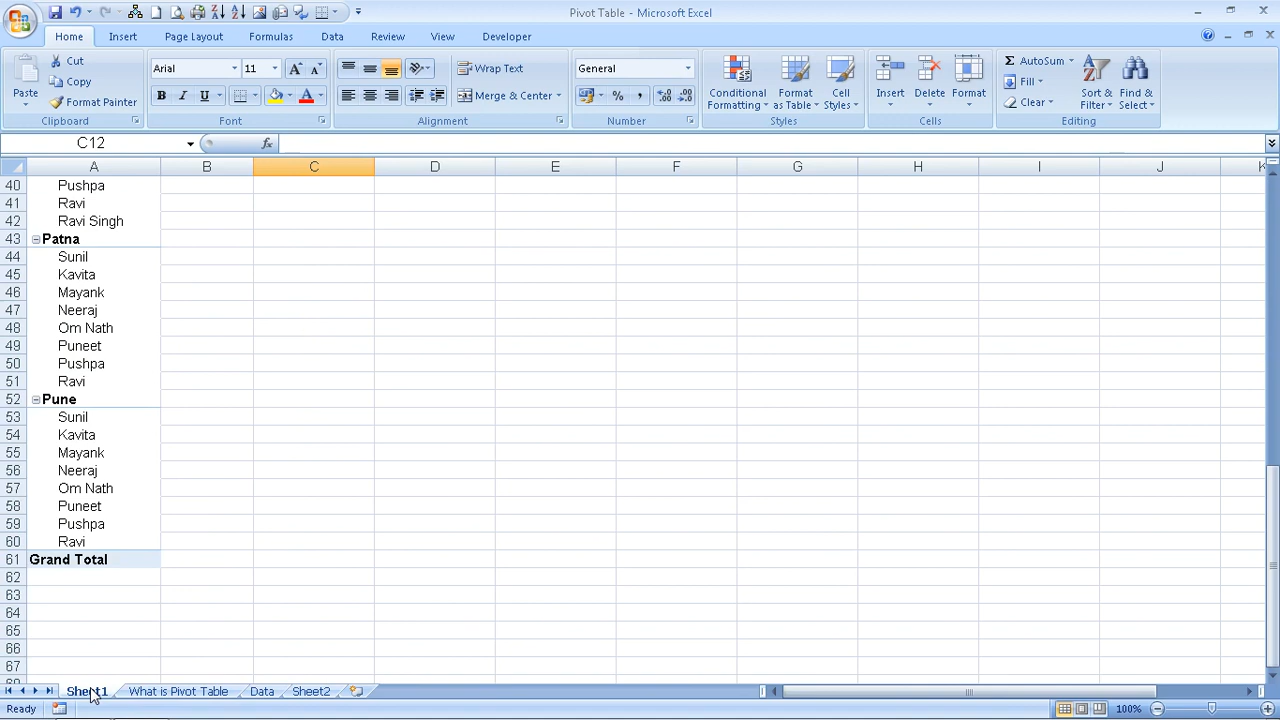 Pivot Table - Microsoft Excel
Home Insert Page Layout Formulas Data Review View Developer
Paste Cut Copy Format Painter Clipboard
Arial 11 B I U A Font
Wrap Text Merge & Center Alignment
General % , Number
Conditional Formatting Format as Table Cell Styles Styles
Insert Delete Format Cells
Σ AutoSum Fill Clear Sort & Filter Find & Select Editing
C12 fx
A B C D E F G H I J K
40 Pushpa
41 Ravi
42 Ravi Singh
43 Patna
44 Sunil
45 Kavita
46 Mayank
47 Neeraj
48 Om Nath
49 Puneet
50 Pushpa
51 Ravi
52 Pune
53 Sunil
54 Kavita
55 Mayank
56 Neeraj
57 Om Nath
58 Puneet
59 Pushpa
60 Ravi
61 Grand Total
62
63
64
65
66
67
Sheet1 What is Pivot Table Data Sheet2
Ready 100%